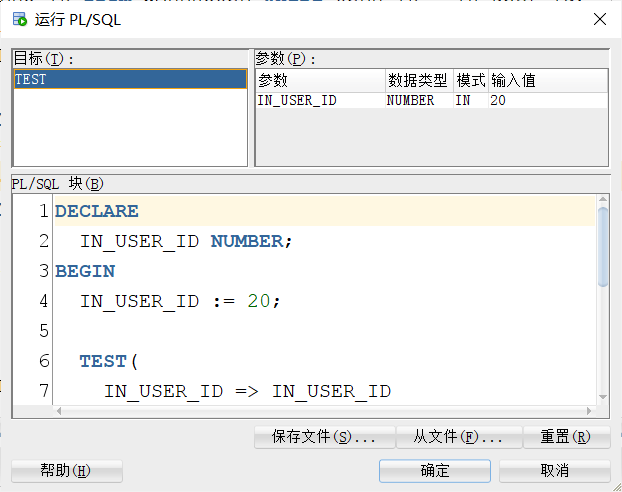 运行 PL/SQL
目标(T):
TEST
参数(P):
参数 数据类型 模式 输入值
IN_USER_ID NUMBER IN 20
PL/SQL 块(B)
1 DECLARE
2 IN_USER_ID NUMBER;
3 BEGIN
4 IN_USER_ID := 20;
5
6 TEST(
7 IN_USER_ID => IN_USER_ID
保存文件(S)... 从文件(F)... 重置(R)
帮助(H) 确定 取消